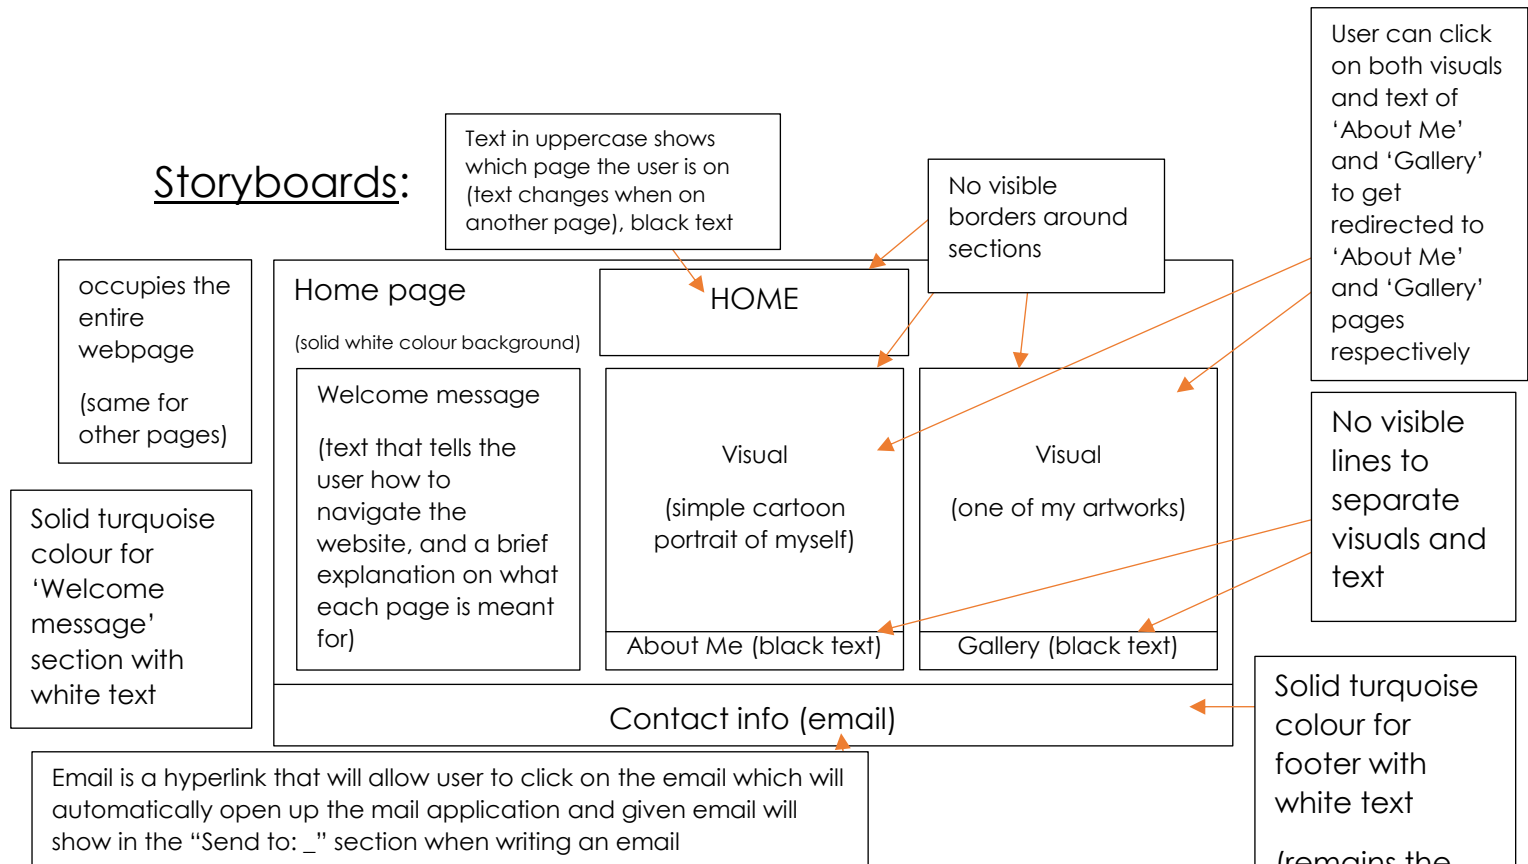 Storyboards:
Text in uppercase shows
which page the user is on
(text changes when on
another page), black text
No visible
borders around
sections
User can click
on both visuals
and text of
‘About Me’
and ‘Gallery’
to get
redirected to
‘About Me’
and ‘Gallery’
pages
respectively
occupies the
entire
webpage
(same for
other pages)
Home page
(solid white colour background)
HOME
Welcome message
(text that tells the
user how to
navigate the
website, and a brief
explanation on what
each page is meant
for)
Visual
(simple cartoon
portrait of myself)
About Me (black text)
Visual
(one of my artworks)
Gallery (black text)
No visible
lines to
separate
visuals and
text
Solid turquoise
colour for
‘Welcome
message’
section with
white text
Contact info (email)
Solid turquoise
colour for
footer with
white text
(remains the
Email is a hyperlink that will allow user to click on the email which will
automatically open up the mail application and given email will
show in the “Send to: _” section when writing an email